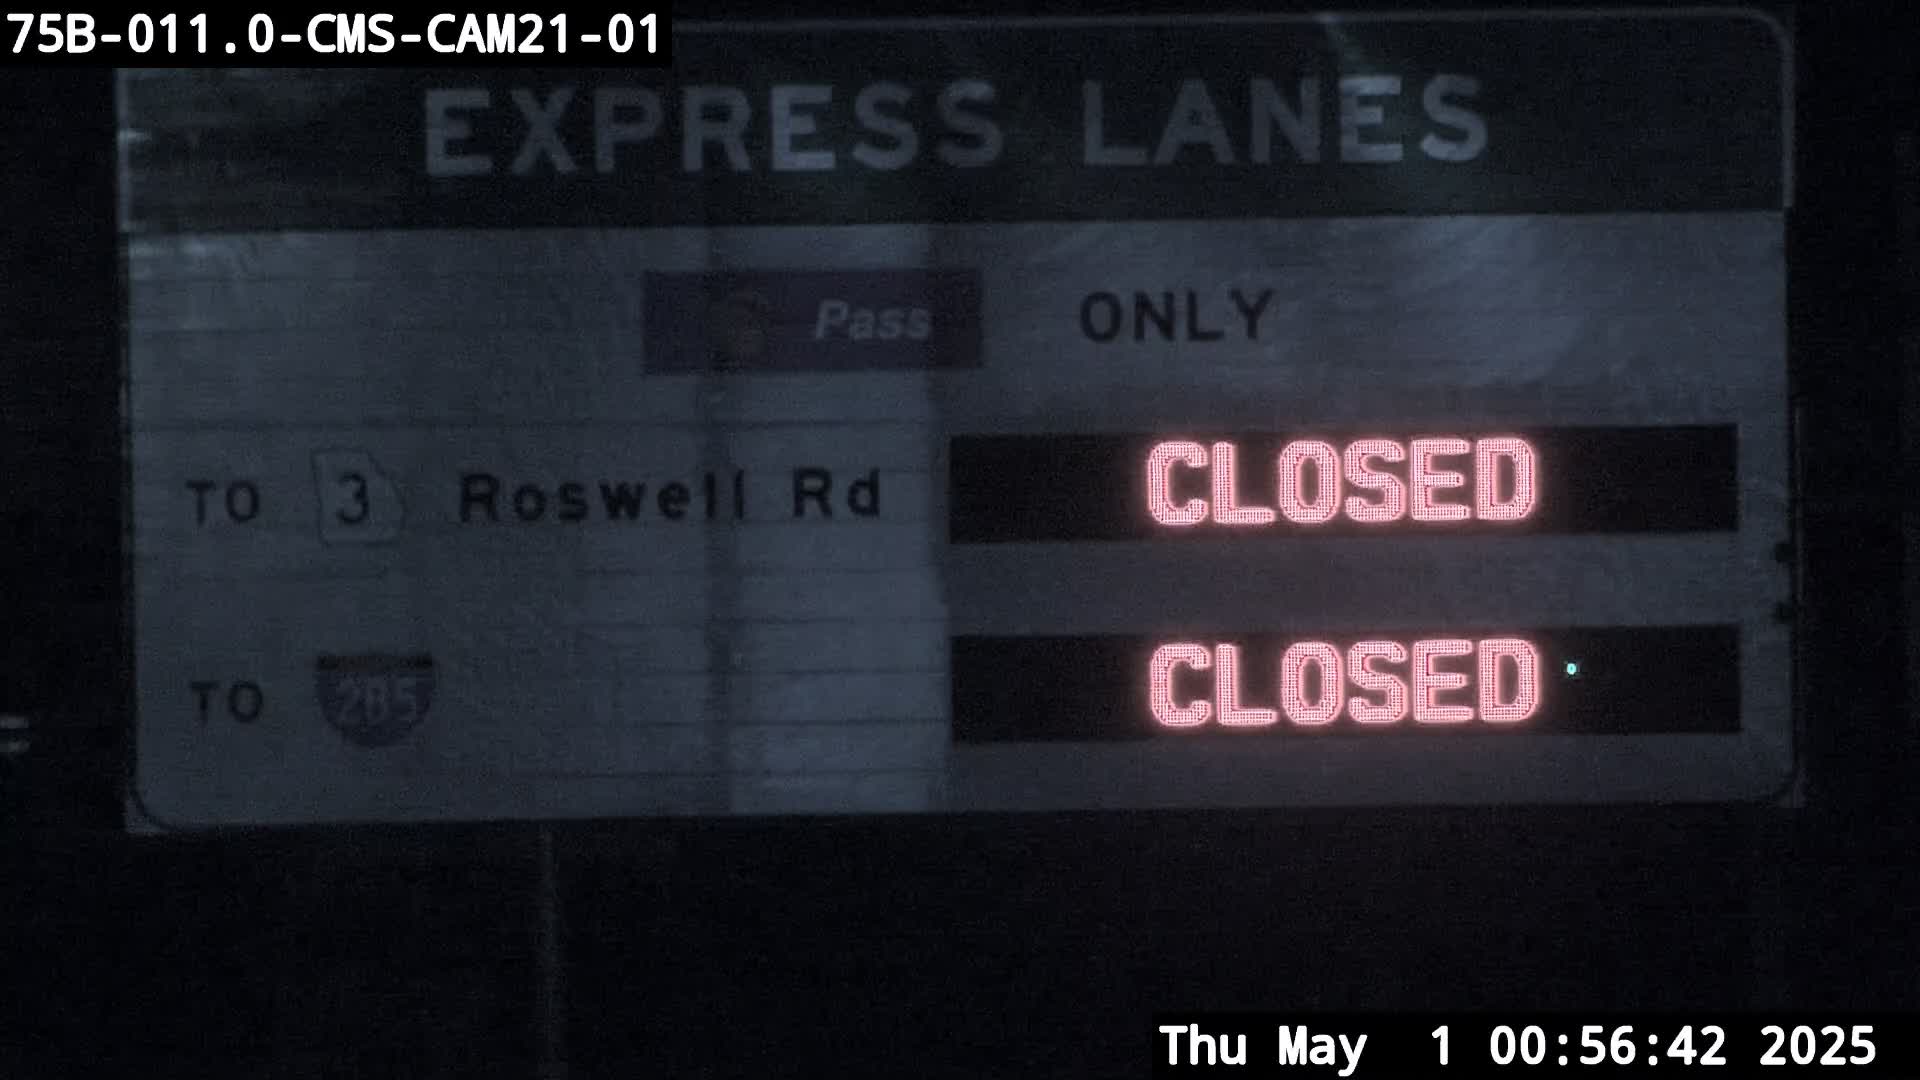 75B-011.0-CMS-CAM21-01
EXPRESS LANES
Pass ONLY
TO 3 Roswell Rd CLOSED
TO 285 CLOSED
Thu May 1 00:56:42 2025